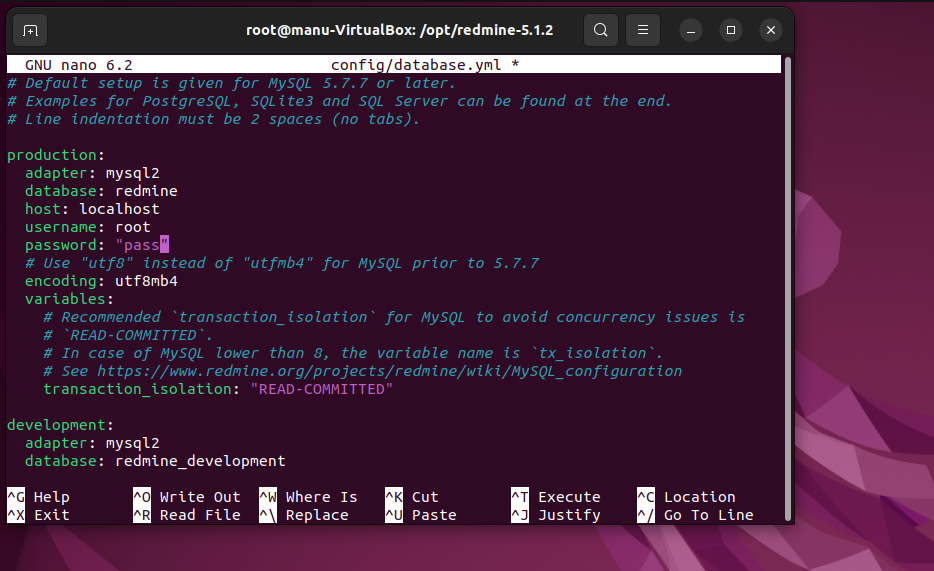 root@manu-VirtualBox: /opt/redmine-5.1.2
GNU nano 6.2 config/database.yml *
# Default setup is given for MySQL 5.7.7 or later.
# Examples for PostgreSQL, SQLite3 and SQL Server can be found at the end.
# Line indentation must be 2 spaces (no tabs).
production:
  adapter: mysql2
  database: redmine
  host: localhost
  username: root
  password: "pass"
  # Use "utf8" instead of "utfmb4" for MySQL prior to 5.7.7
  encoding: utf8mb4
  variables:
    # Recommended `transaction_isolation` for MySQL to avoid concurrency issues is
    # `READ-COMMITTED`.
    # In case of MySQL lower than 8, the variable name is `tx_isolation`.
    # See https://www.redmine.org/projects/redmine/wiki/MySQL_configuration
    transaction_isolation: "READ-COMMITTED"
development:
  adapter: mysql2
  database: redmine_development
^G Help ^O Write Out ^W Where Is ^K Cut ^T Execute ^C Location
^X Exit ^R Read File ^\ Replace ^U Paste ^J Justify ^/ Go To Line